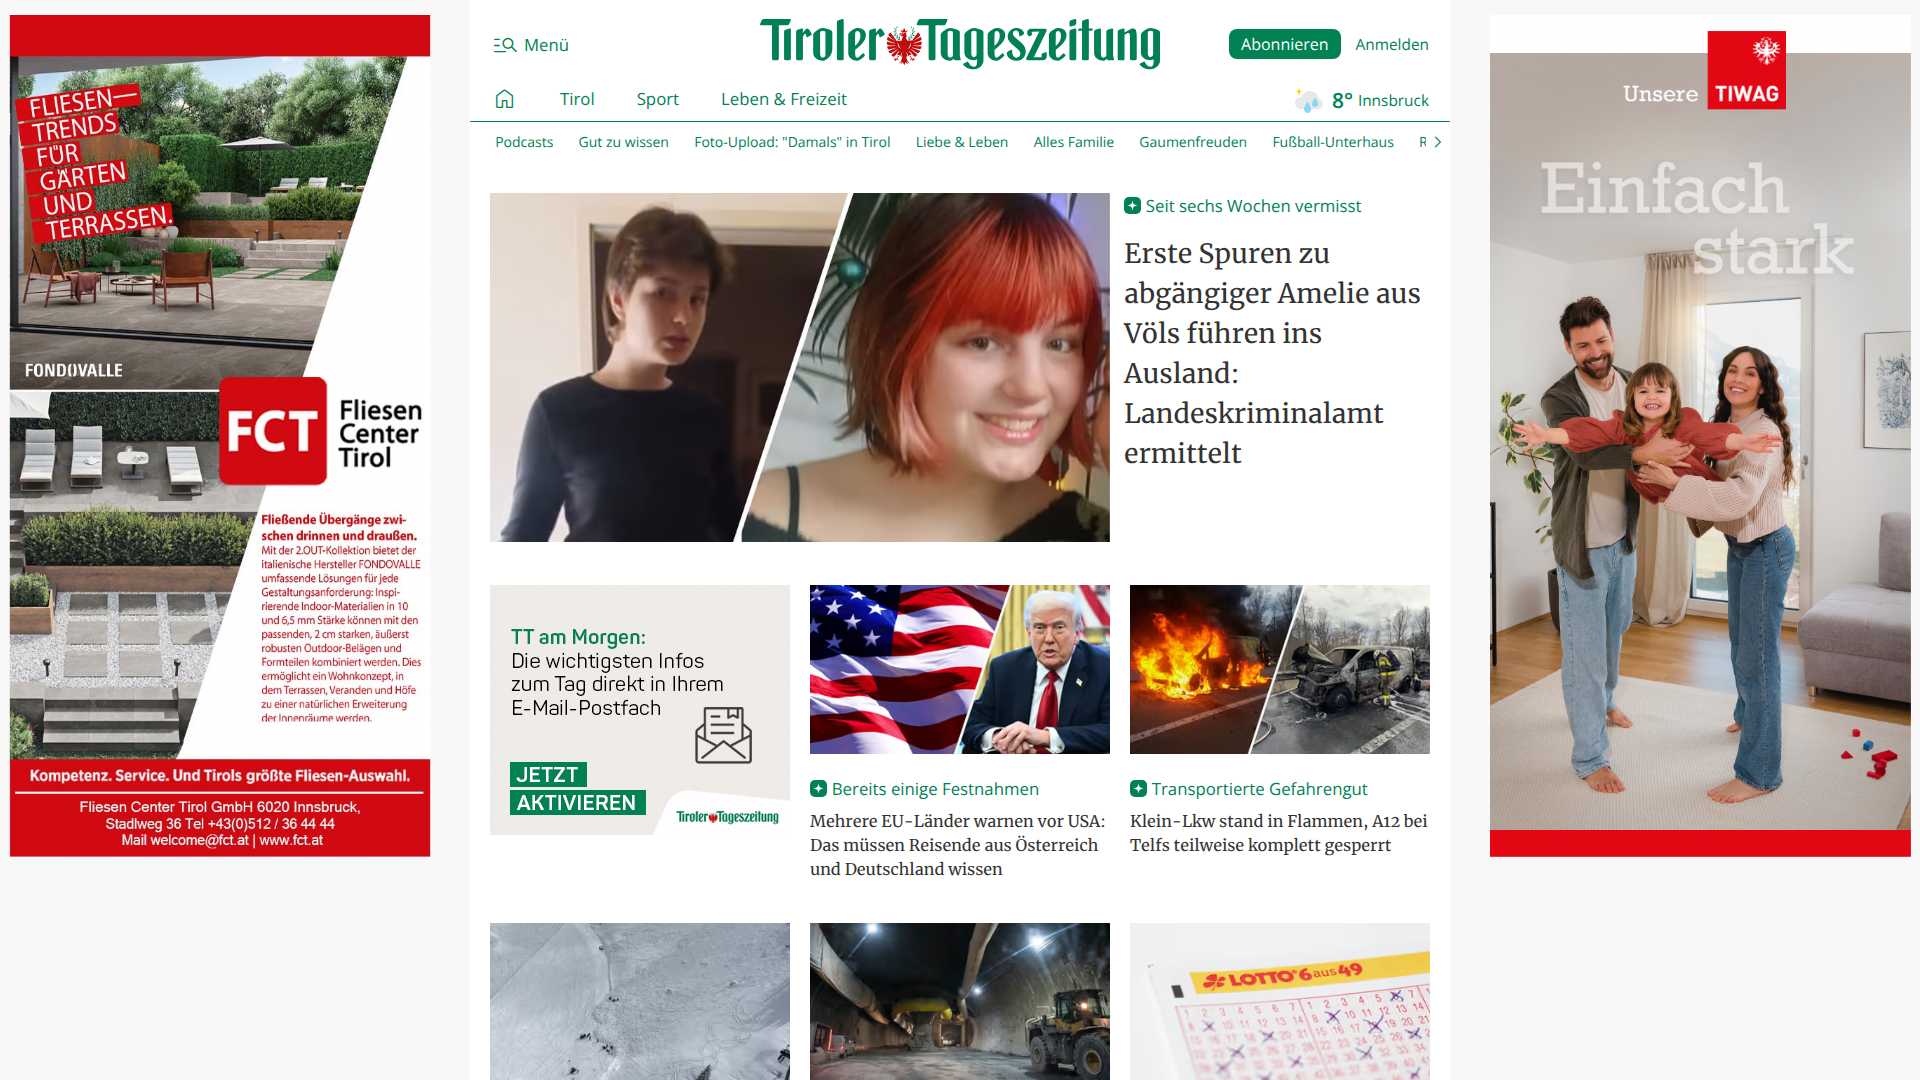 FLIESEN—
TRENDS
FÜR
GÄRTEN
UND
TERRASSEN.
FONDOVALLE
FCT
Fliesen
Center
Tirol
Fließende Übergänge zwi-
schen drinnen und draußen.
Mit der 2.OUT-Kollektion bietet der
italienische Hersteller FONDOVALLE
umfassende Lösungen für jede
Gestaltungsanforderung: Inspi-
rierende Indoor-Materialien in 10
und 6,5 mm Stärke können mit den
passenden, 2 cm starken, äußerst
robusten Outdoor-Belägen und
Formteilen kombiniert werden. Dies
ermöglicht ein Wohnkonzept, in
dem Terrassen, Veranden und Höfe
zu einer natürlichen Erweiterung
der Innenräume werden.
Kompetenz. Service. Und Tirols größte Fliesen-Auswahl.
Fliesen Center Tirol GmbH 6020 Innsbruck,
Stadlweg 36 Tel +43(0)512 / 36 44 44
Mail welcome@fct.at | www.fct.at
Menü
Tiroler Tageszeitung
Abonnieren
Anmelden
Tirol
Sport
Leben & Freizeit
8° Innsbruck
Podcasts
Gut zu wissen
Foto-Upload: "Damals" in Tirol
Liebe & Leben
Alles Familie
Gaumenfreuden
Fußball-Unterhaus
Seit sechs Wochen vermisst
Erste Spuren zu
abgängiger Amelie aus
Völs führen ins
Ausland:
Landeskriminalamt
ermittelt
TT am Morgen:
Die wichtigsten Infos
zum Tag direkt in Ihrem
E-Mail-Postfach
JETZT
AKTIVIEREN
Tiroler Tageszeitung
Bereits einige Festnahmen
Mehrere EU-Länder warnen vor USA:
Das müssen Reisende aus Österreich
und Deutschland wissen
Transportierte Gefahrengut
Klein-Lkw stand in Flammen, A12 bei
Telfs teilweise komplett gesperrt
LOTTO 6 aus 49
Unsere TIWAG
Einfach
stark